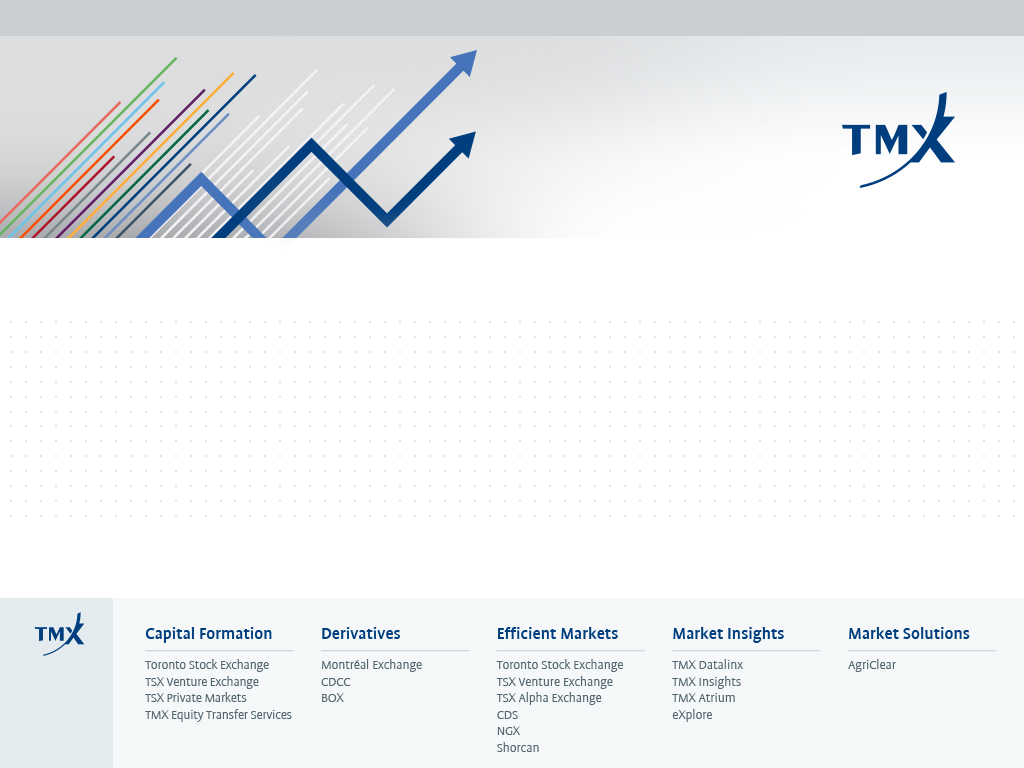 TMX
TMX
Capital Formation
Toronto Stock Exchange
TSX Venture Exchange
TSX Private Markets
TMX Equity Transfer Services
Derivatives
Montréal Exchange
CDCC
BOX
Efficient Markets
Toronto Stock Exchange
TSX Venture Exchange
TSX Alpha Exchange
CDS
NGX
Shorcan
Market Insights
TMX Datalinx
TMX Insights
TMX Atrium
eXplore
Market Solutions
AgriClear